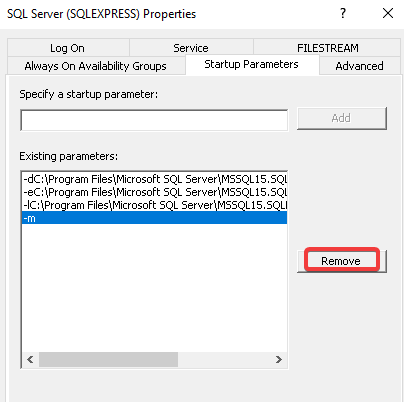 SQL Server (SQLEXPRESS) Properties ? ×
Log On Service FILESTREAM
Always On Availability Groups Startup Parameters Advanced
Specify a startup parameter:
Add
Existing parameters:
-dC:\Program Files\Microsoft SQL Server\MSSQL15.SQL
-eC:\Program Files\Microsoft SQL Server\MSSQL15.SQL
-lC:\Program Files\Microsoft SQL Server\MSSQL15.SQL
-m
Remove